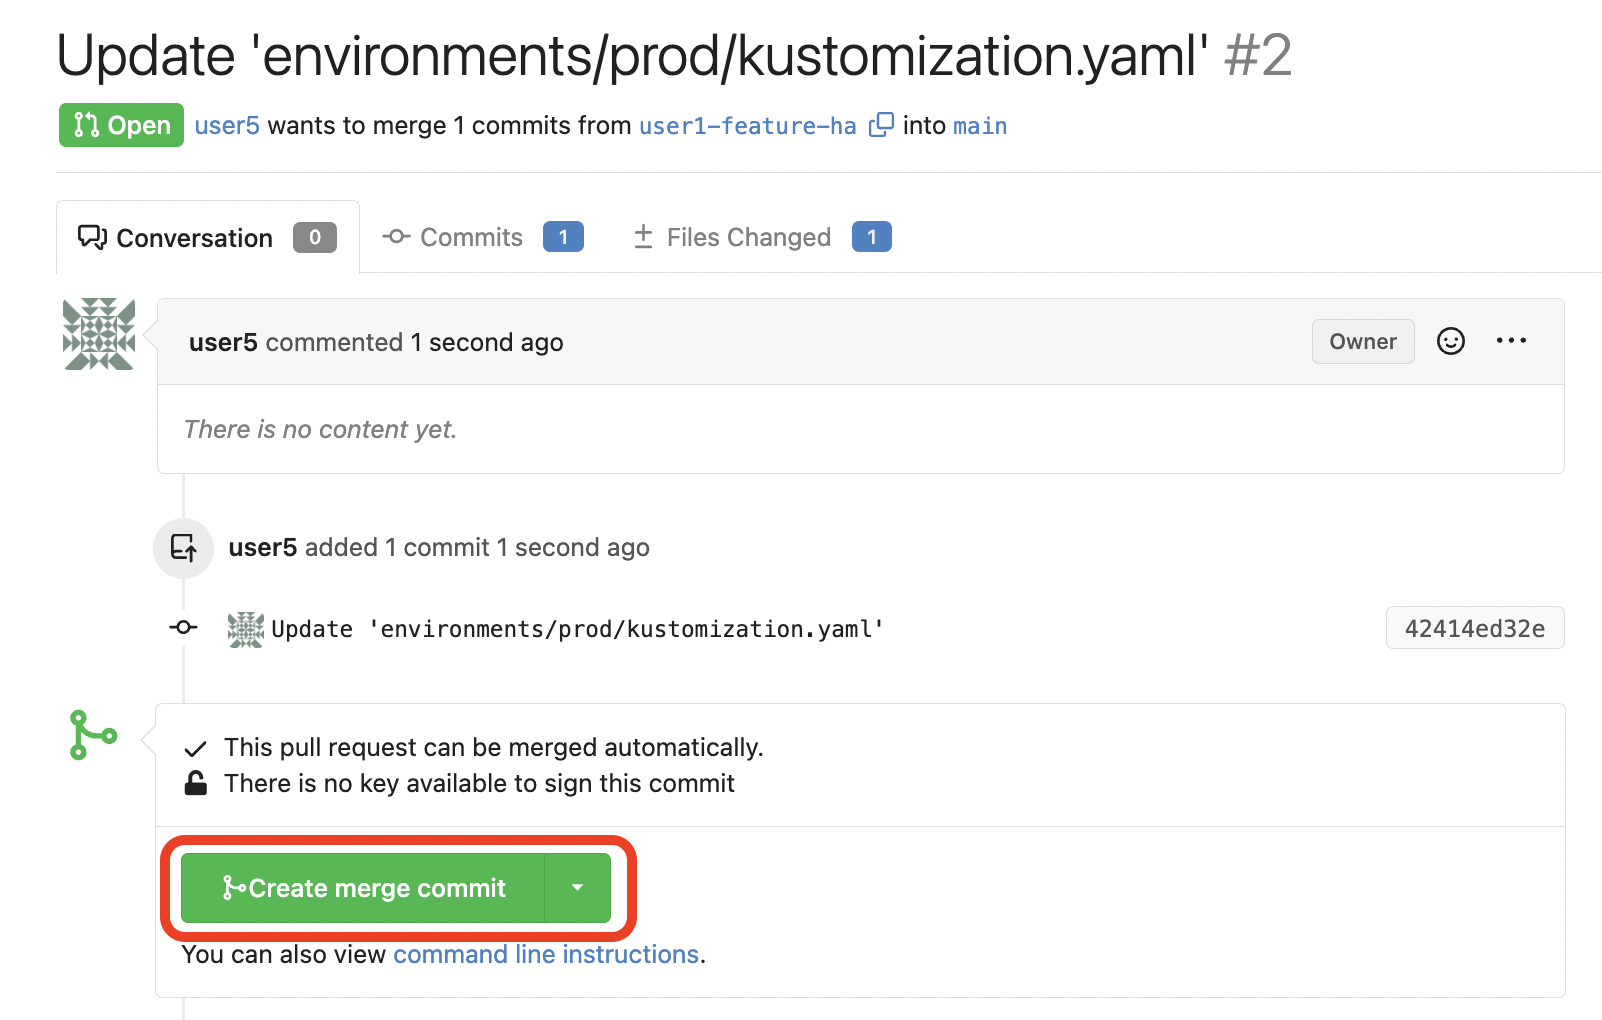 Update 'environments/prod/kustomization.yaml' #2
Open user5 wants to merge 1 commits from user1-feature-ha into main
Conversation 0 Commits 1 Files Changed 1
user5 commented 1 second ago Owner
There is no content yet.
user5 added 1 commit 1 second ago
Update 'environments/prod/kustomization.yaml' 42414ed32e
This pull request can be merged automatically.
There is no key available to sign this commit
Create merge commit
You can also view command line instructions.